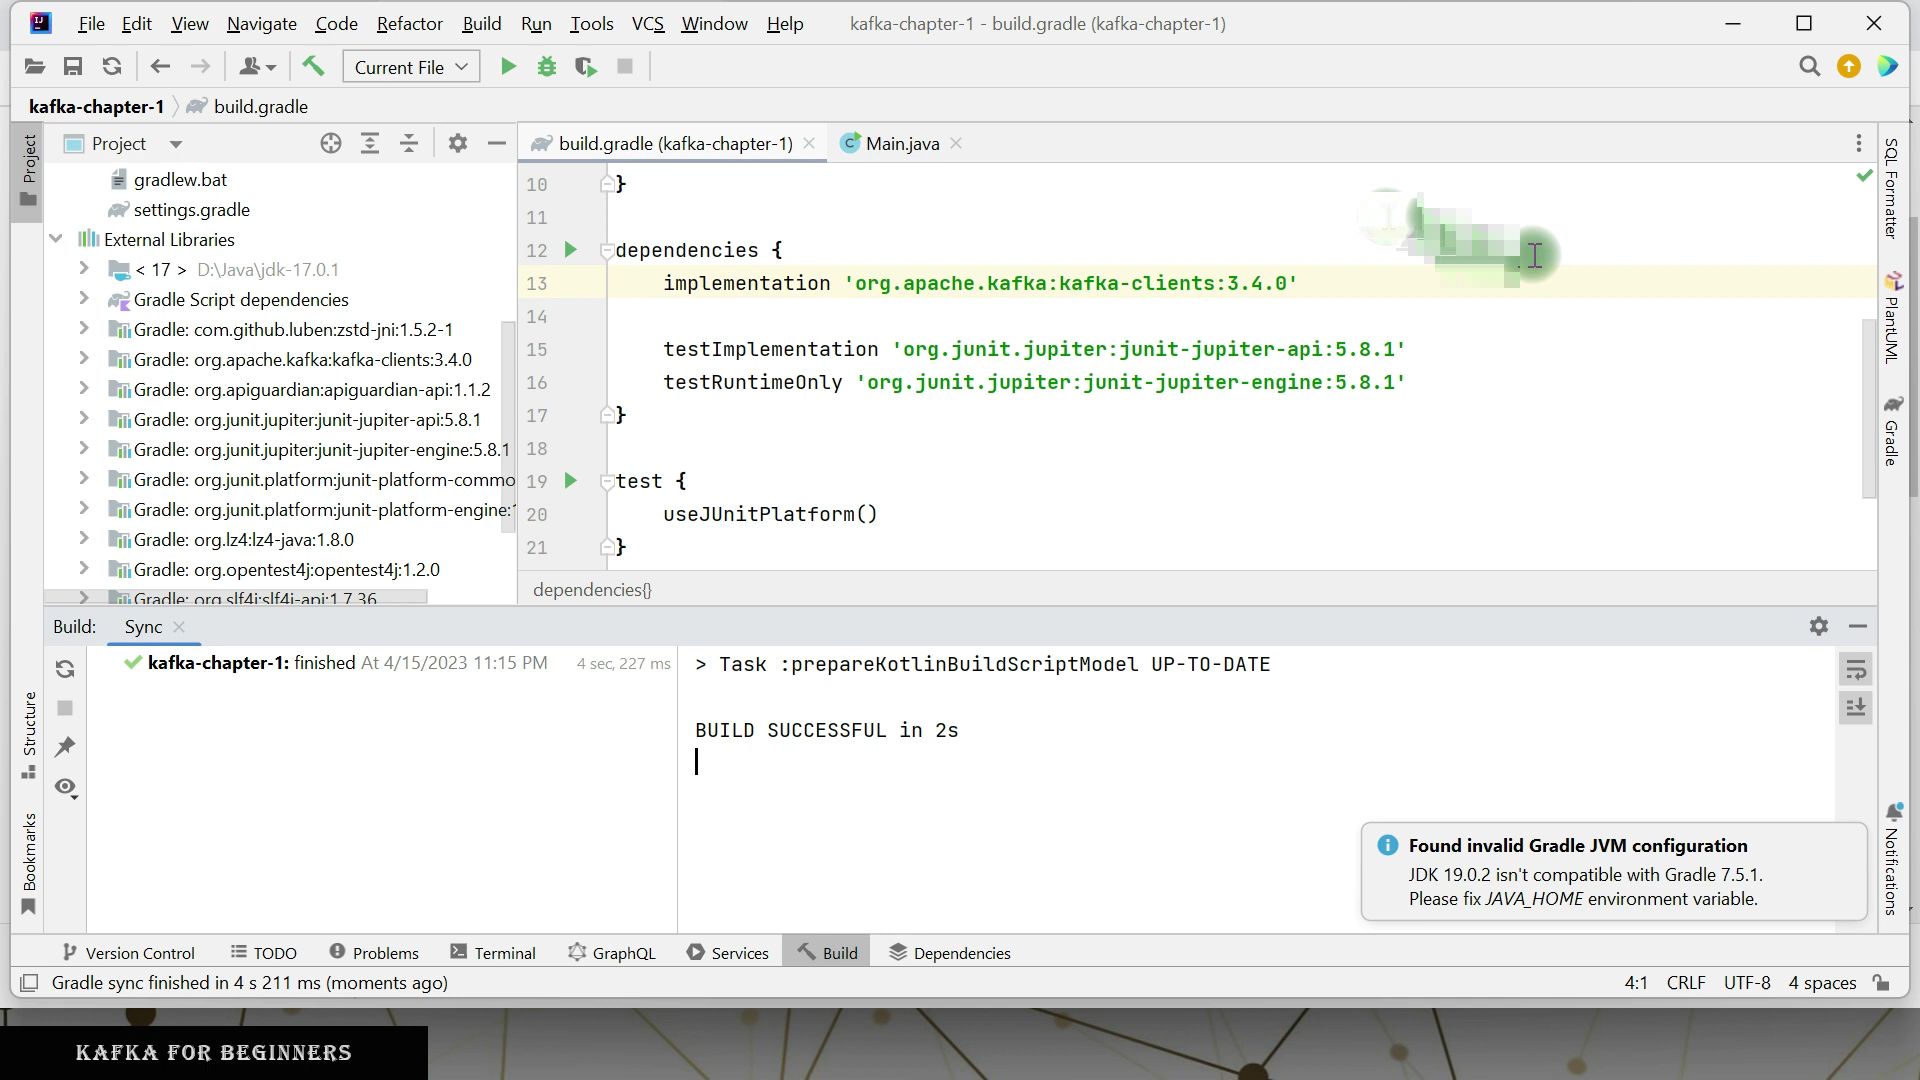 File Edit View Navigate Code Refactor Build Run Tools VCS Window Help kafka-chapter-1 - build.gradle (kafka-chapter-1)
Current File
kafka-chapter-1 build.gradle
Project
Project
build.gradle (kafka-chapter-1)
Main.java
gradlew.bat
settings.gradle
External Libraries
< 17 > D:\Java\jdk-17.0.1
Gradle Script dependencies
Gradle: com.github.luben:zstd-jni:1.5.2-1
Gradle: org.apache.kafka:kafka-clients:3.4.0
Gradle: org.apiguardian:apiguardian-api:1.1.2
Gradle: org.junit.jupiter:junit-jupiter-api:5.8.1
Gradle: org.junit.jupiter:junit-jupiter-engine:5.8.1
Gradle: org.junit.platform:junit-platform-commo
Gradle: org.junit.platform:junit-platform-engine:1
Gradle: org.lz4:lz4-java:1.8.0
Gradle: org.opentest4j:opentest4j:1.2.0
Gradle: org.slf4j:slf4j-api:1.7.36
10 }
11
12 dependencies {
13 implementation 'org.apache.kafka:kafka-clients:3.4.0'
14
15 testImplementation 'org.junit.jupiter:junit-jupiter-api:5.8.1'
16 testRuntimeOnly 'org.junit.jupiter:junit-jupiter-engine:5.8.1'
17 }
18
19 test {
20 useJUnitPlatform()
21 }
dependencies{}
SQL Formatter
PlantUML
Gradle
Notifications
Structure
Bookmarks
Build: Sync
kafka-chapter-1: finished At 4/15/2023 11:15 PM 4 sec, 227 ms
> Task :prepareKotlinBuildScriptModel UP-TO-DATE
BUILD SUCCESSFUL in 2s
Found invalid Gradle JVM configuration
JDK 19.0.2 isn't compatible with Gradle 7.5.1.
Please fix JAVA_HOME environment variable.
Version Control TODO Problems Terminal GraphQL Services Build Dependencies
Gradle sync finished in 4 s 211 ms (moments ago) 4:1 CRLF UTF-8 4 spaces
KAFKA FOR BEGINNERS